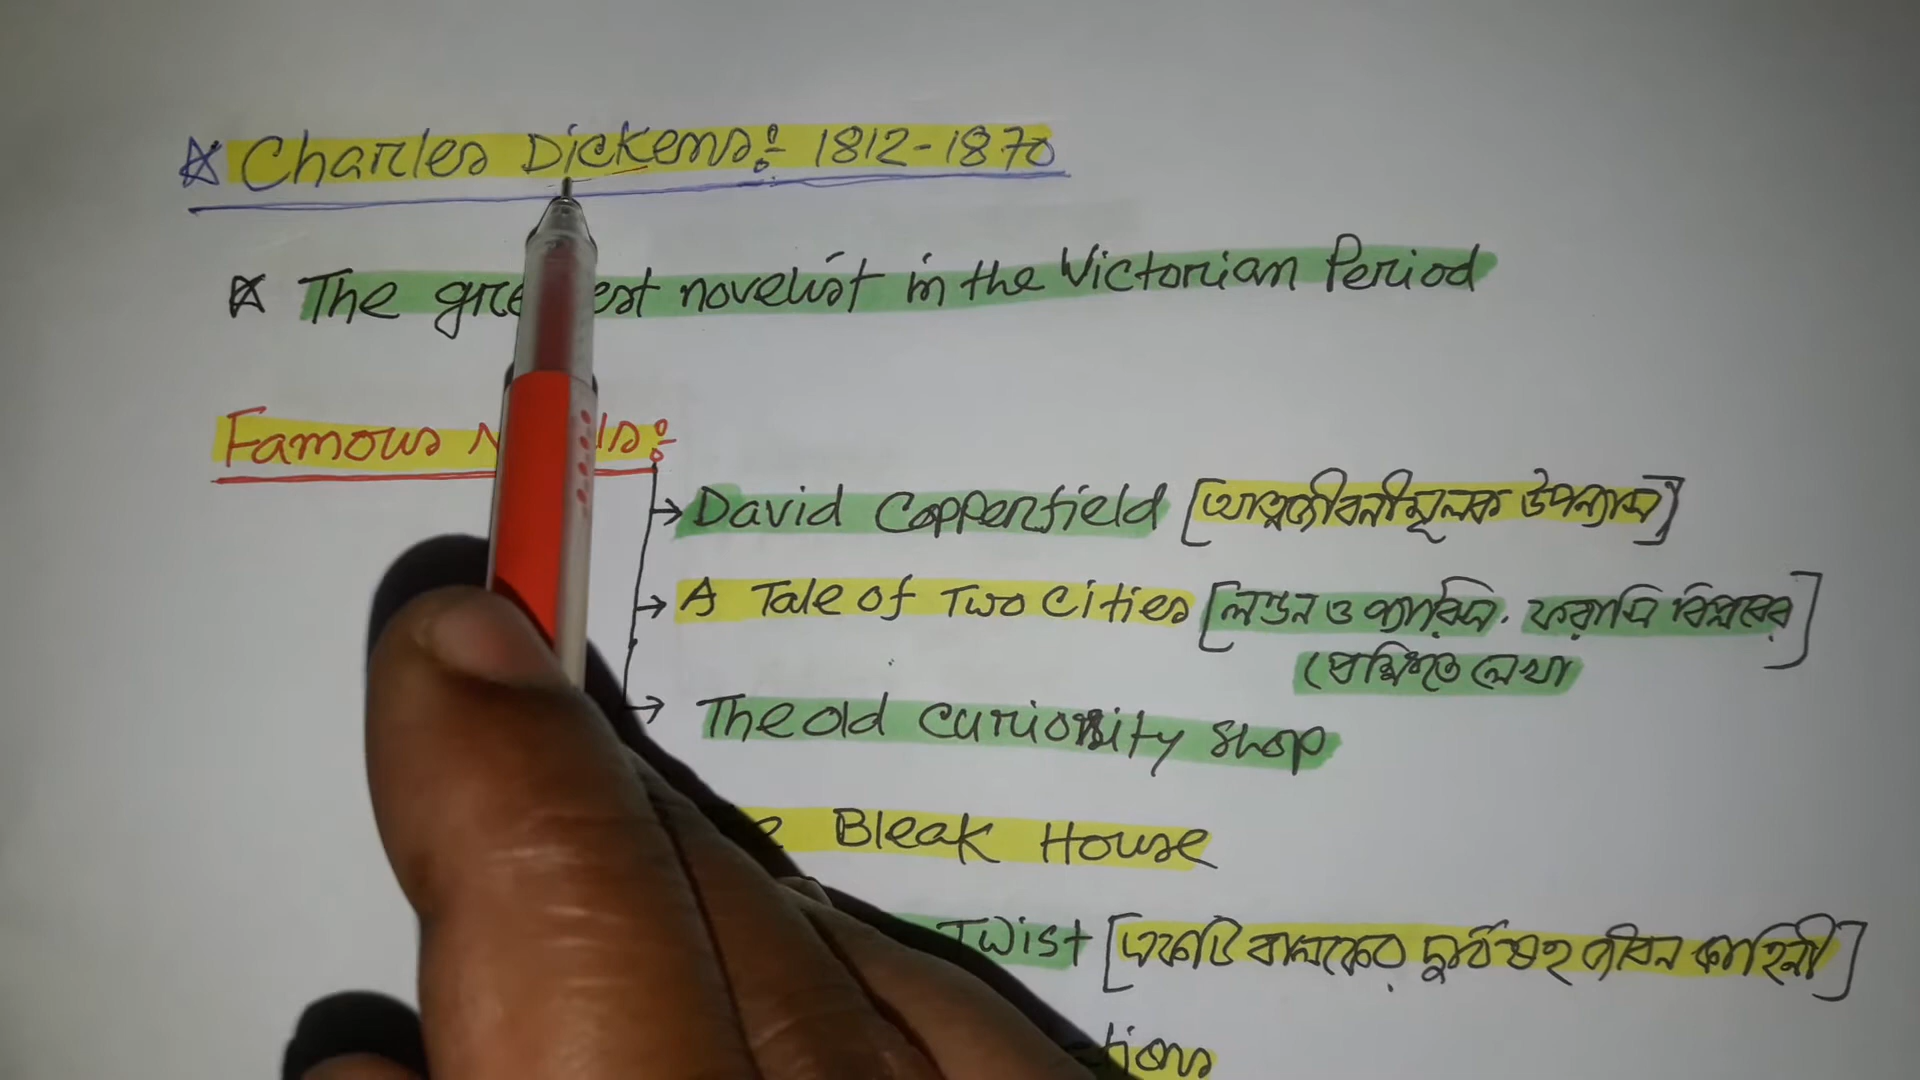 Charles Dickens:- 1812-1870
The novelist in the Victorian Period
Famous
David Copperfield [আত্মজীবনীমূলক উপন্যাস]
A Tale of Two Cities [লন্ডন ও প্যারিস. ফরাসি বিপ্লবের
প্রেক্ষিতে লেখা]
The old curiosity shop
Bleak House
Twist [একটি বালকের দুর্বিষহ জীবন কাহিনী]